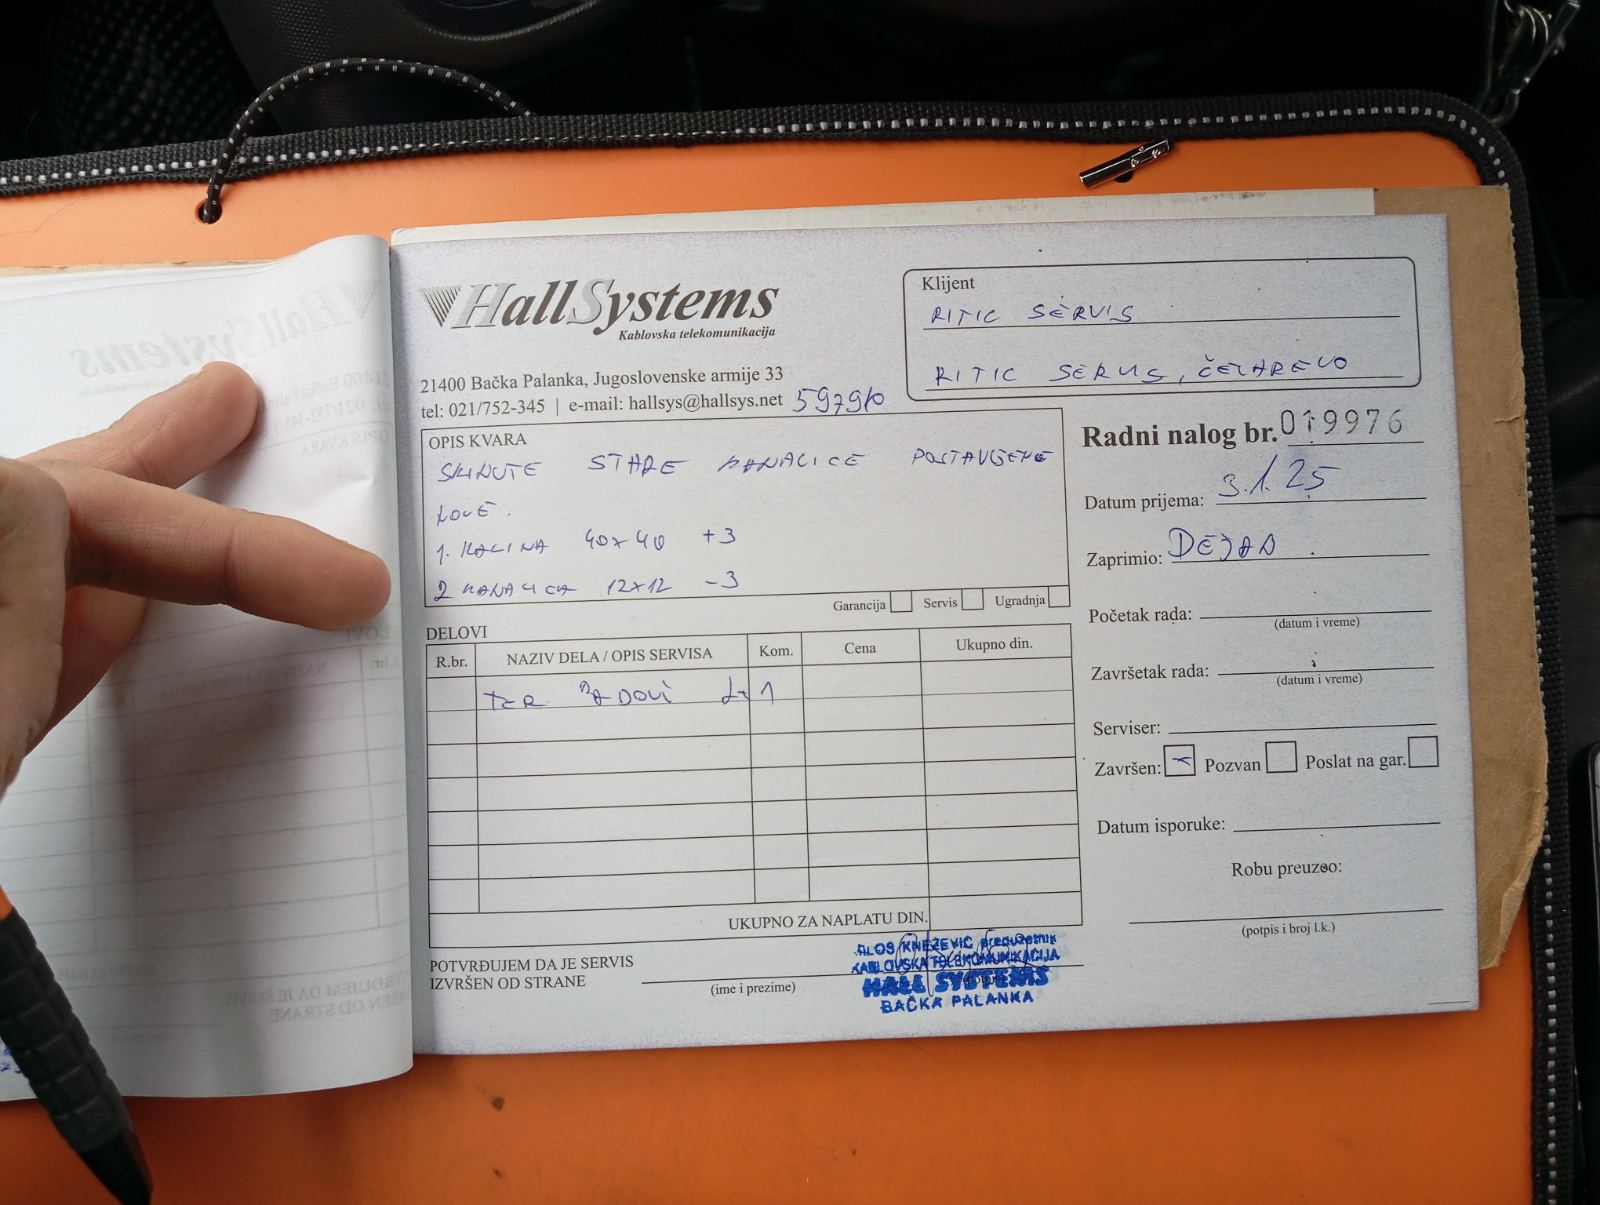 HallSystems
Kablovska telekomunikacija
21400 Bačka Palanka, Jugoslovenske armije 33
tel: 021/752-345 | e-mail: hallsys@hallsys.net
Klijent
RITIC SERVIS
RITIC SERVIS, ČELAREVO
OPIS KVARA
SKINUTE STARE KANALICE POSTAVLJENE
NOVE.
1. 40x40 +3
2 KANALICA 12x12 -3
Garancija Servis Ugradnja
Radni nalog br. 019976
Datum prijema: 3.1.25
Zaprimio: DEJAN
Početak rada:
(datum i vreme)
Završetak rada:
(datum i vreme)
Serviser:
Završen: Pozvan Poslat na gar.
Datum isporuke:
Robu preuzeo:
(potpis i broj l.k.)
DELOVI
R.br. NAZIV DELA / OPIS SERVISA Kom. Cena Ukupno din.
TER. RADOVI 1
UKUPNO ZA NAPLATU DIN.
POTVRĐUJEM DA JE SERVIS
IZVRŠEN OD STRANE
(ime i prezime)
KNEŽEVIĆ preduzetnik
KABLOVSKA TELEKOMUNIKACIJA
HALL SYSTEMS
BAČKA PALANKA